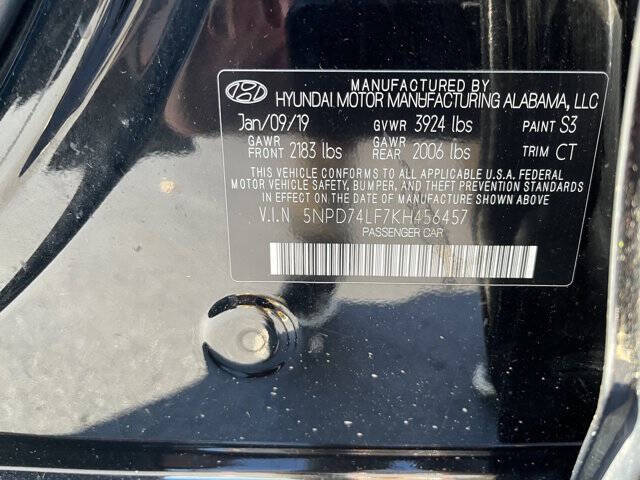 MANUFACTURED BY
HYUNDAI MOTOR MANUFACTURING ALABAMA, LLC
Jan/09/19 GVWR 3924 lbs PAINT S3
GAWR FRONT 2183 lbs GAWR REAR 2006 lbs TRIM CT
THIS VEHICLE CONFORMS TO ALL APPLICABLE U.S.A. FEDERAL
MOTOR VEHICLE SAFETY, BUMPER, AND THEFT PREVENTION STANDARDS
IN EFFECT ON THE DATE OF MANUFACTURE SHOWN ABOVE.
V.I.N 5NPD74LF7KH456457
PASSENGER CAR